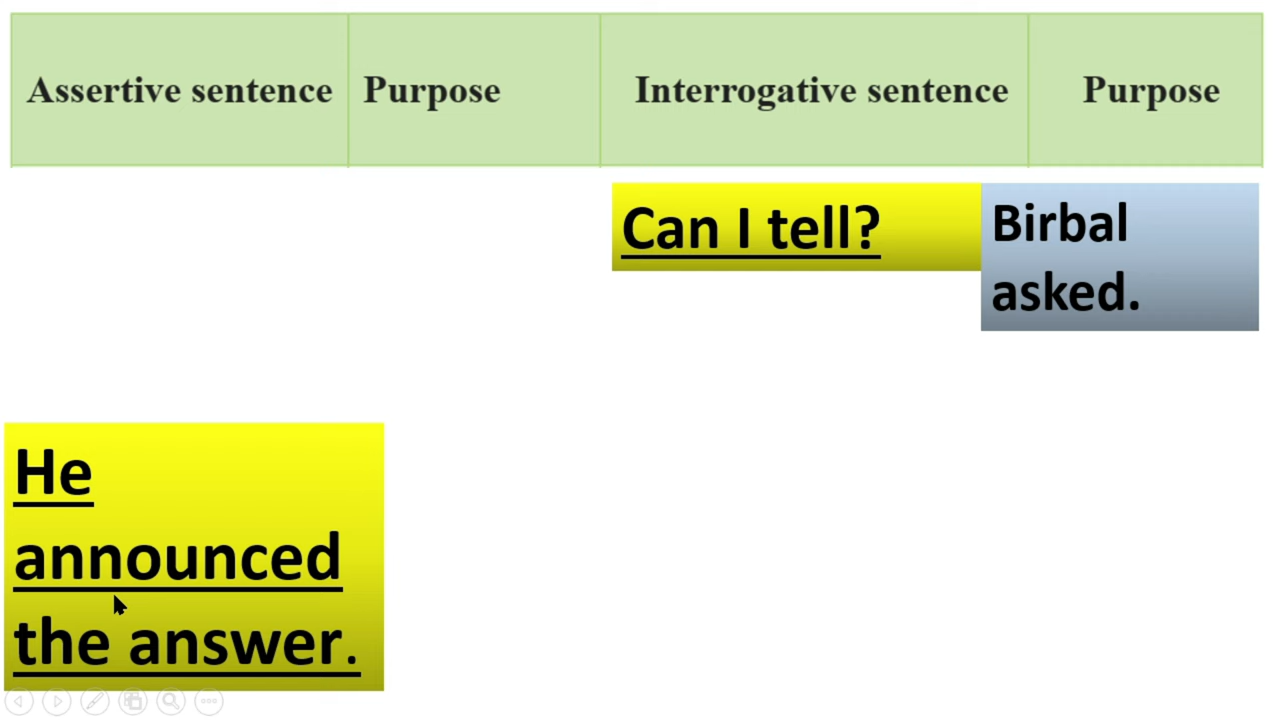 Assertive sentence Purpose Interrogative sentence Purpose
Can I tell? Birbal
asked.
He
announced
the answer.